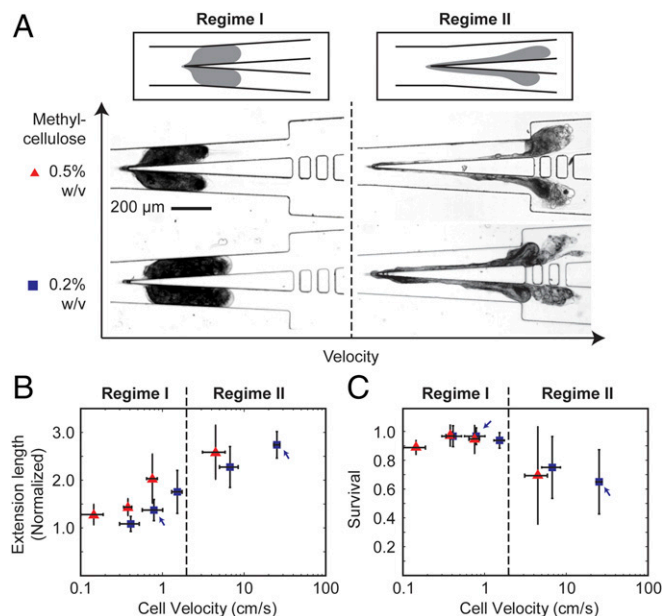 A
Regime I
Regime II
Methyl-
cellulose
0.5%
w/v
200 µm
0.2%
w/v
Velocity
B
Regime I
Regime II
Extension length
(Normalized)
3.0
2.0
1.0
0.1
1
10
100
Cell Velocity (cm/s)
C
Regime I
Regime II
Survival
1.0
0.8
0.6
0.4
0.2
0.1
1
10
100
Cell Velocity (cm/s)